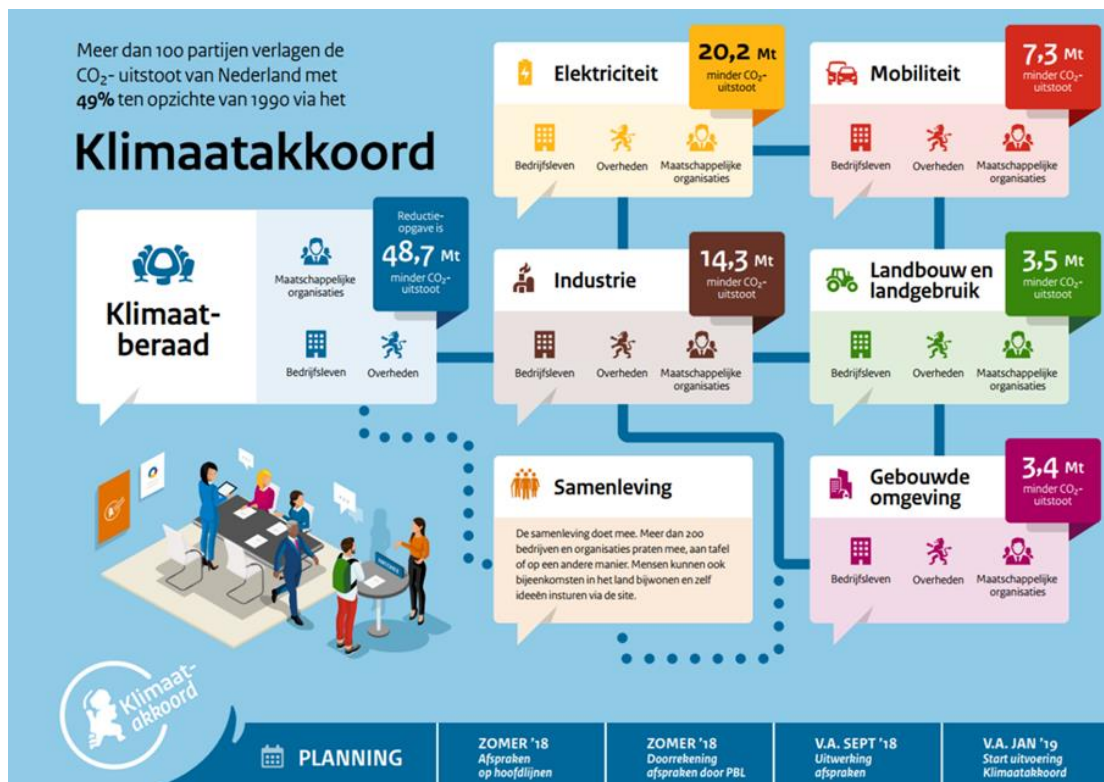 Meer dan 100 partijen verlagen de
CO₂- uitstoot van Nederland met
49% ten opzichte van 1990 via het
Klimaatakkoord
Klimaat-
beraad
Maatschappelijke
organisaties
Bedrijfsleven
Overheden
Reductie-
opgave is
48,7 Mt
minder CO₂-
uitstoot
Elektriciteit
20,2 Mt
minder CO₂-
uitstoot
Bedrijfsleven
Overheden
Maatschappelijke
organisaties
Mobiliteit
7,3 Mt
minder CO₂-
uitstoot
Bedrijfsleven
Overheden
Maatschappelijke
organisaties
Industrie
14,3 Mt
minder CO₂-
uitstoot
Bedrijfsleven
Overheden
Maatschappelijke
organisaties
Landbouw en
landgebruik
3,5 Mt
minder CO₂-
uitstoot
Bedrijfsleven
Overheden
Maatschappelijke
organisaties
Samenleving
De samenleving doet mee. Meer dan 200
bedrijven en organisaties praten mee, aan tafel
of op een andere manier. Mensen kunnen ook
bijeenkomsten in het land bijwonen en zelf
ideeën insturen via de site.
Gebouwde
omgeving
3,4 Mt
minder CO₂-
uitstoot
Bedrijfsleven
Overheden
Maatschappelijke
organisaties
Klimaat-
akkoord
PLANNING
ZOMER '18
Afspraken
op hoofdlijnen
ZOMER '18
Doorrekening
afspraken door PBL
V.A. SEPT '18
Uitwerking
afspraken
V.A. JAN '19
Start uitvoering
Klimaatakkoord